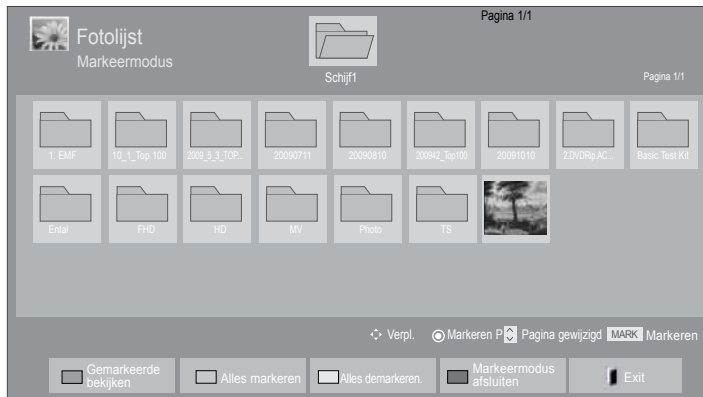 Pagina 1/1
Fotolijst
Markeermodus
Schijf1
Pagina 1/1
1. EMF
10_1_Top 100
2009_5_3_TOP...
20090711
20090810
200942_Top100
20091010
2.DVDRip.AC...
Basic Test Kit
Ental
FHD
HD
MV
Photo
TS
Verpl.
Markeren
P
Pagina gewijzigd
MARK
Markeren
Gemarkeerde bekijken
Alles markeren
Alles demarkeren.
Markeermodus afsluiten
Exit